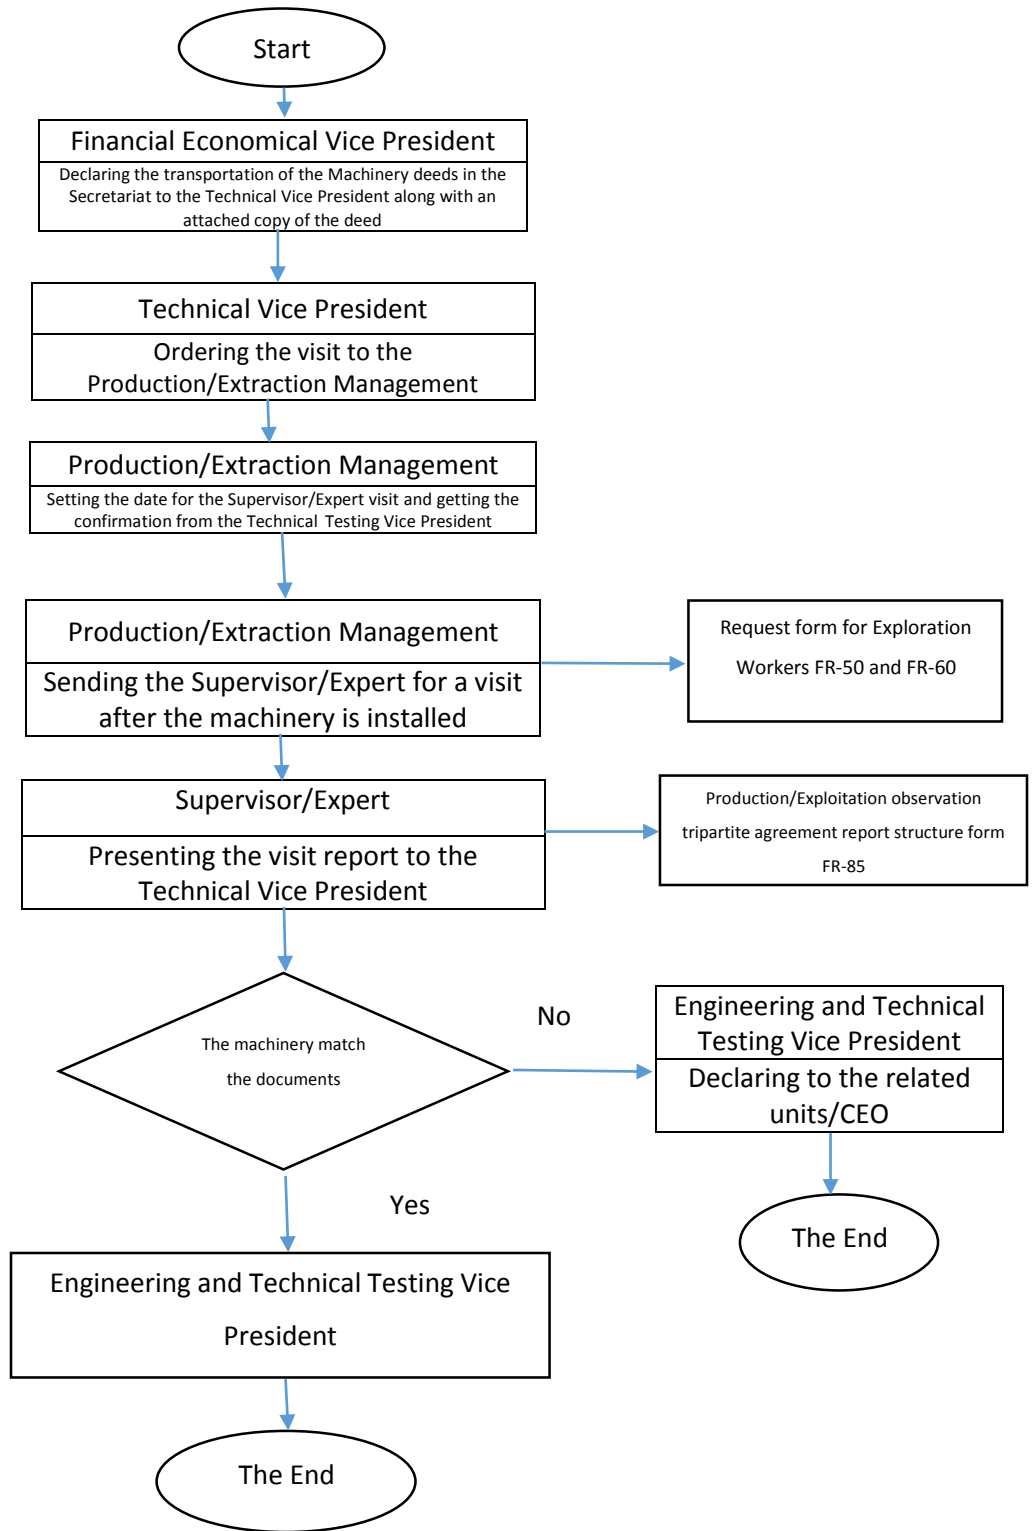 Start
Financial Economical Vice President
Declaring the transportation of the Machinery deeds in the
Secretariat to the Technical Vice President along with an
attached copy of the deed
Technical Vice President
Ordering the visit to the
Production/Extraction Management
Production/Extraction Management
Setting the date for the Supervisor/Expert visit and getting the
confirmation from the Technical Testing Vice President
Production/Extraction Management
Sending the Supervisor/Expert for a visit
after the machinery is installed
Request form for Exploration
Workers FR-50 and FR-60
Supervisor/Expert
Presenting the visit report to the
Technical Vice President
Production/Exploitation observation
tripartite agreement report structure form
FR-85
The machinery match
the documents
No
Engineering and Technical
Testing Vice President
Declaring to the related
units/CEO
The End
Yes
Engineering and Technical Testing Vice
President
The End